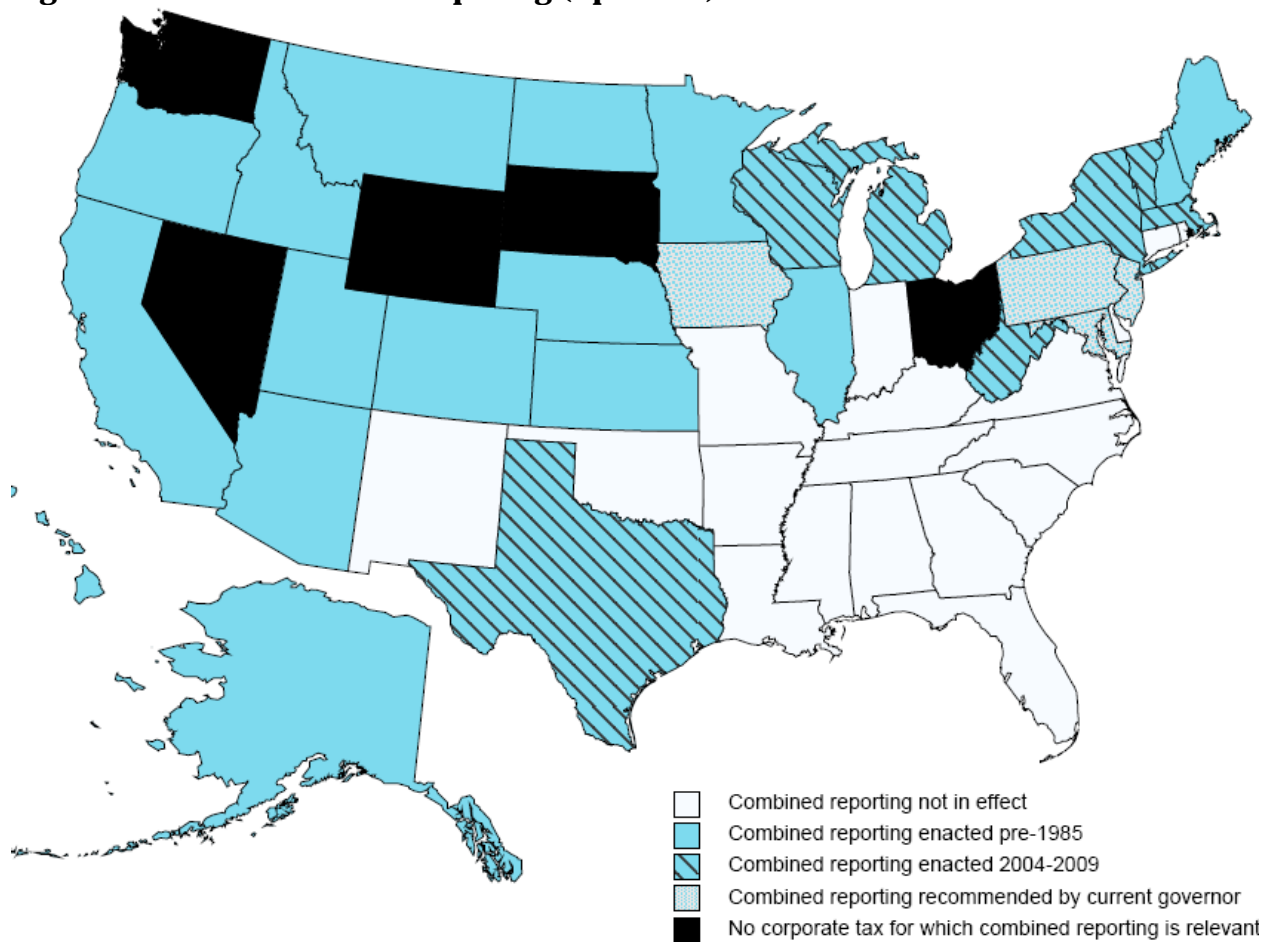 Combined reporting not in effect
Combined reporting enacted pre-1985
Combined reporting enacted 2004-2009
Combined reporting recommended by current governor
No corporate tax for which combined reporting is relevant